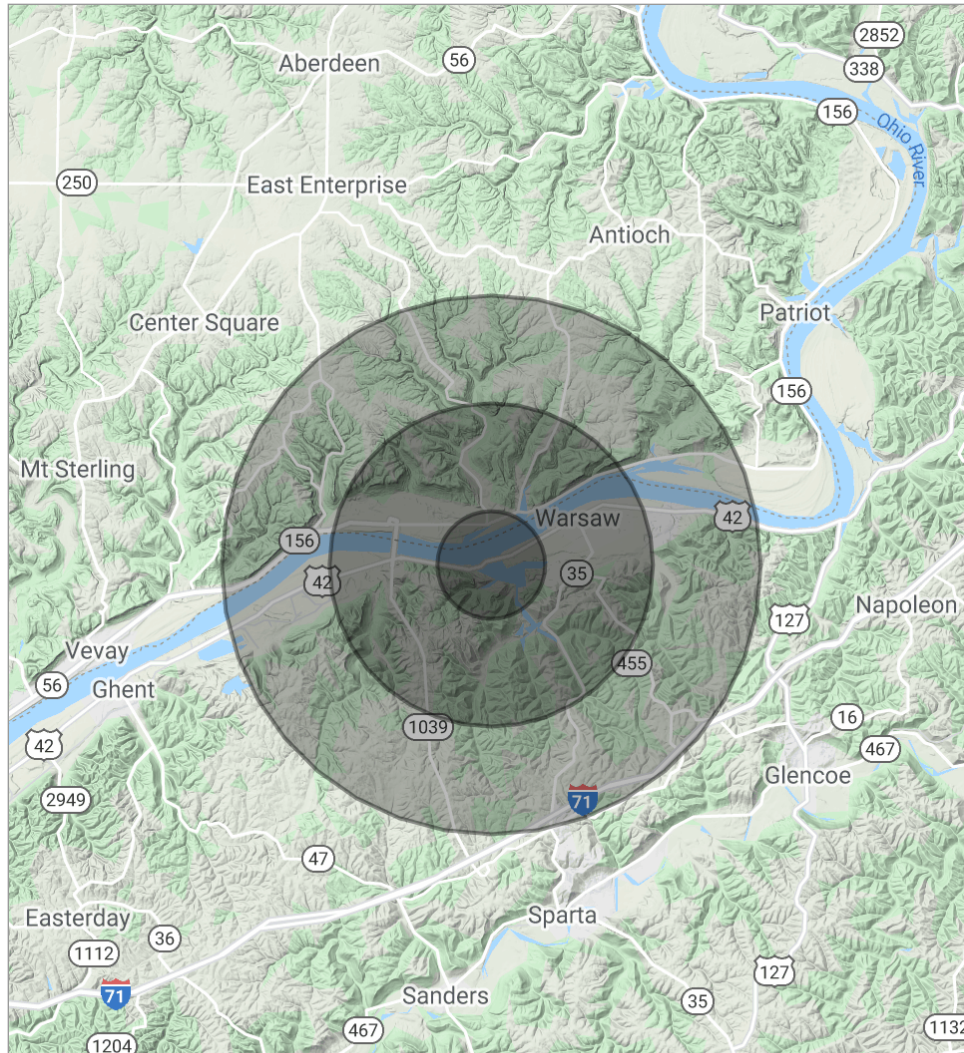 2852
Aberdeen
56
338
156
Ohio River
250
East Enterprise
Antioch
Patriot
Center Square
156
Mt Sterling
Warsaw
42
156
35
42
Napoleon
127
Vevay
455
56
Ghent
16
1039
42
467
Glencoe
2949
71
47
Easterday
Sparta
36
1112
127
71
Sanders
35
467
1132
1204